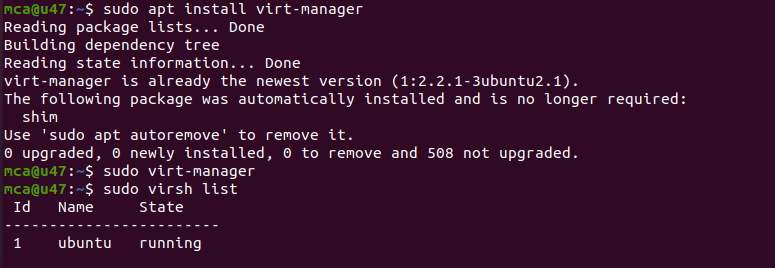 mca@u47:~$ sudo apt install virt-manager
Reading package lists... Done
Building dependency tree
Reading state information... Done
virt-manager is already the newest version (1:2.2.1-3ubuntu2.1).
The following package was automatically installed and is no longer required:
  shim
Use 'sudo apt autoremove' to remove it.
0 upgraded, 0 newly installed, 0 to remove and 508 not upgraded.
mca@u47:~$ sudo virt-manager
mca@u47:~$ sudo virsh list
 Id   Name     State
------------------------
 1    ubuntu   running